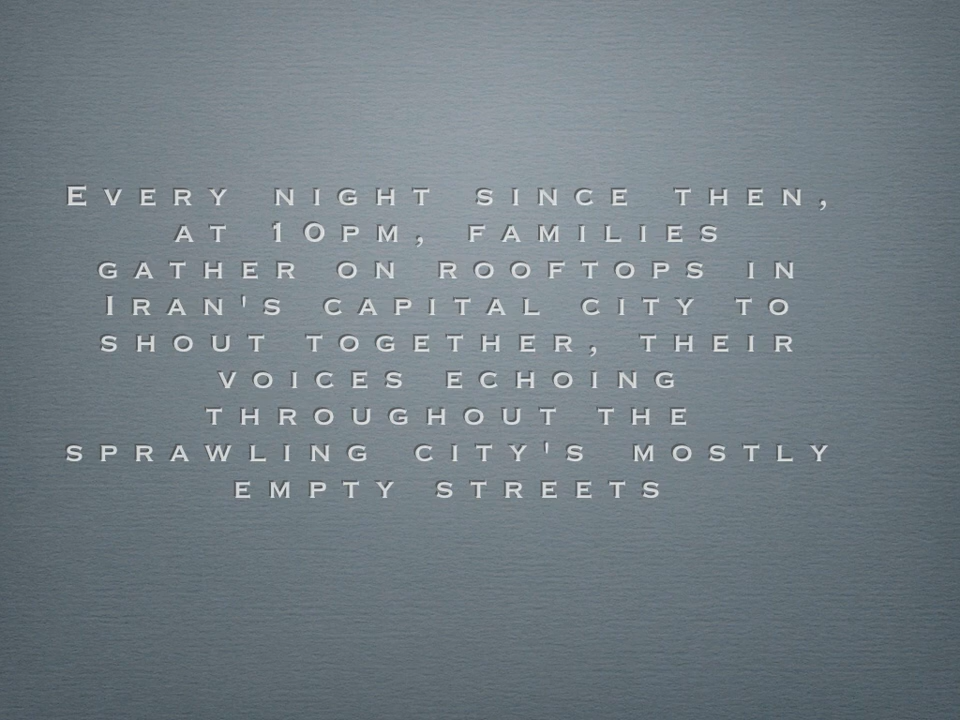 Every night since then,
at 10pm, families
gather on rooftops in
Iran's capital city to
shout together, their
voices echoing
throughout the
sprawling city's mostly
empty streets